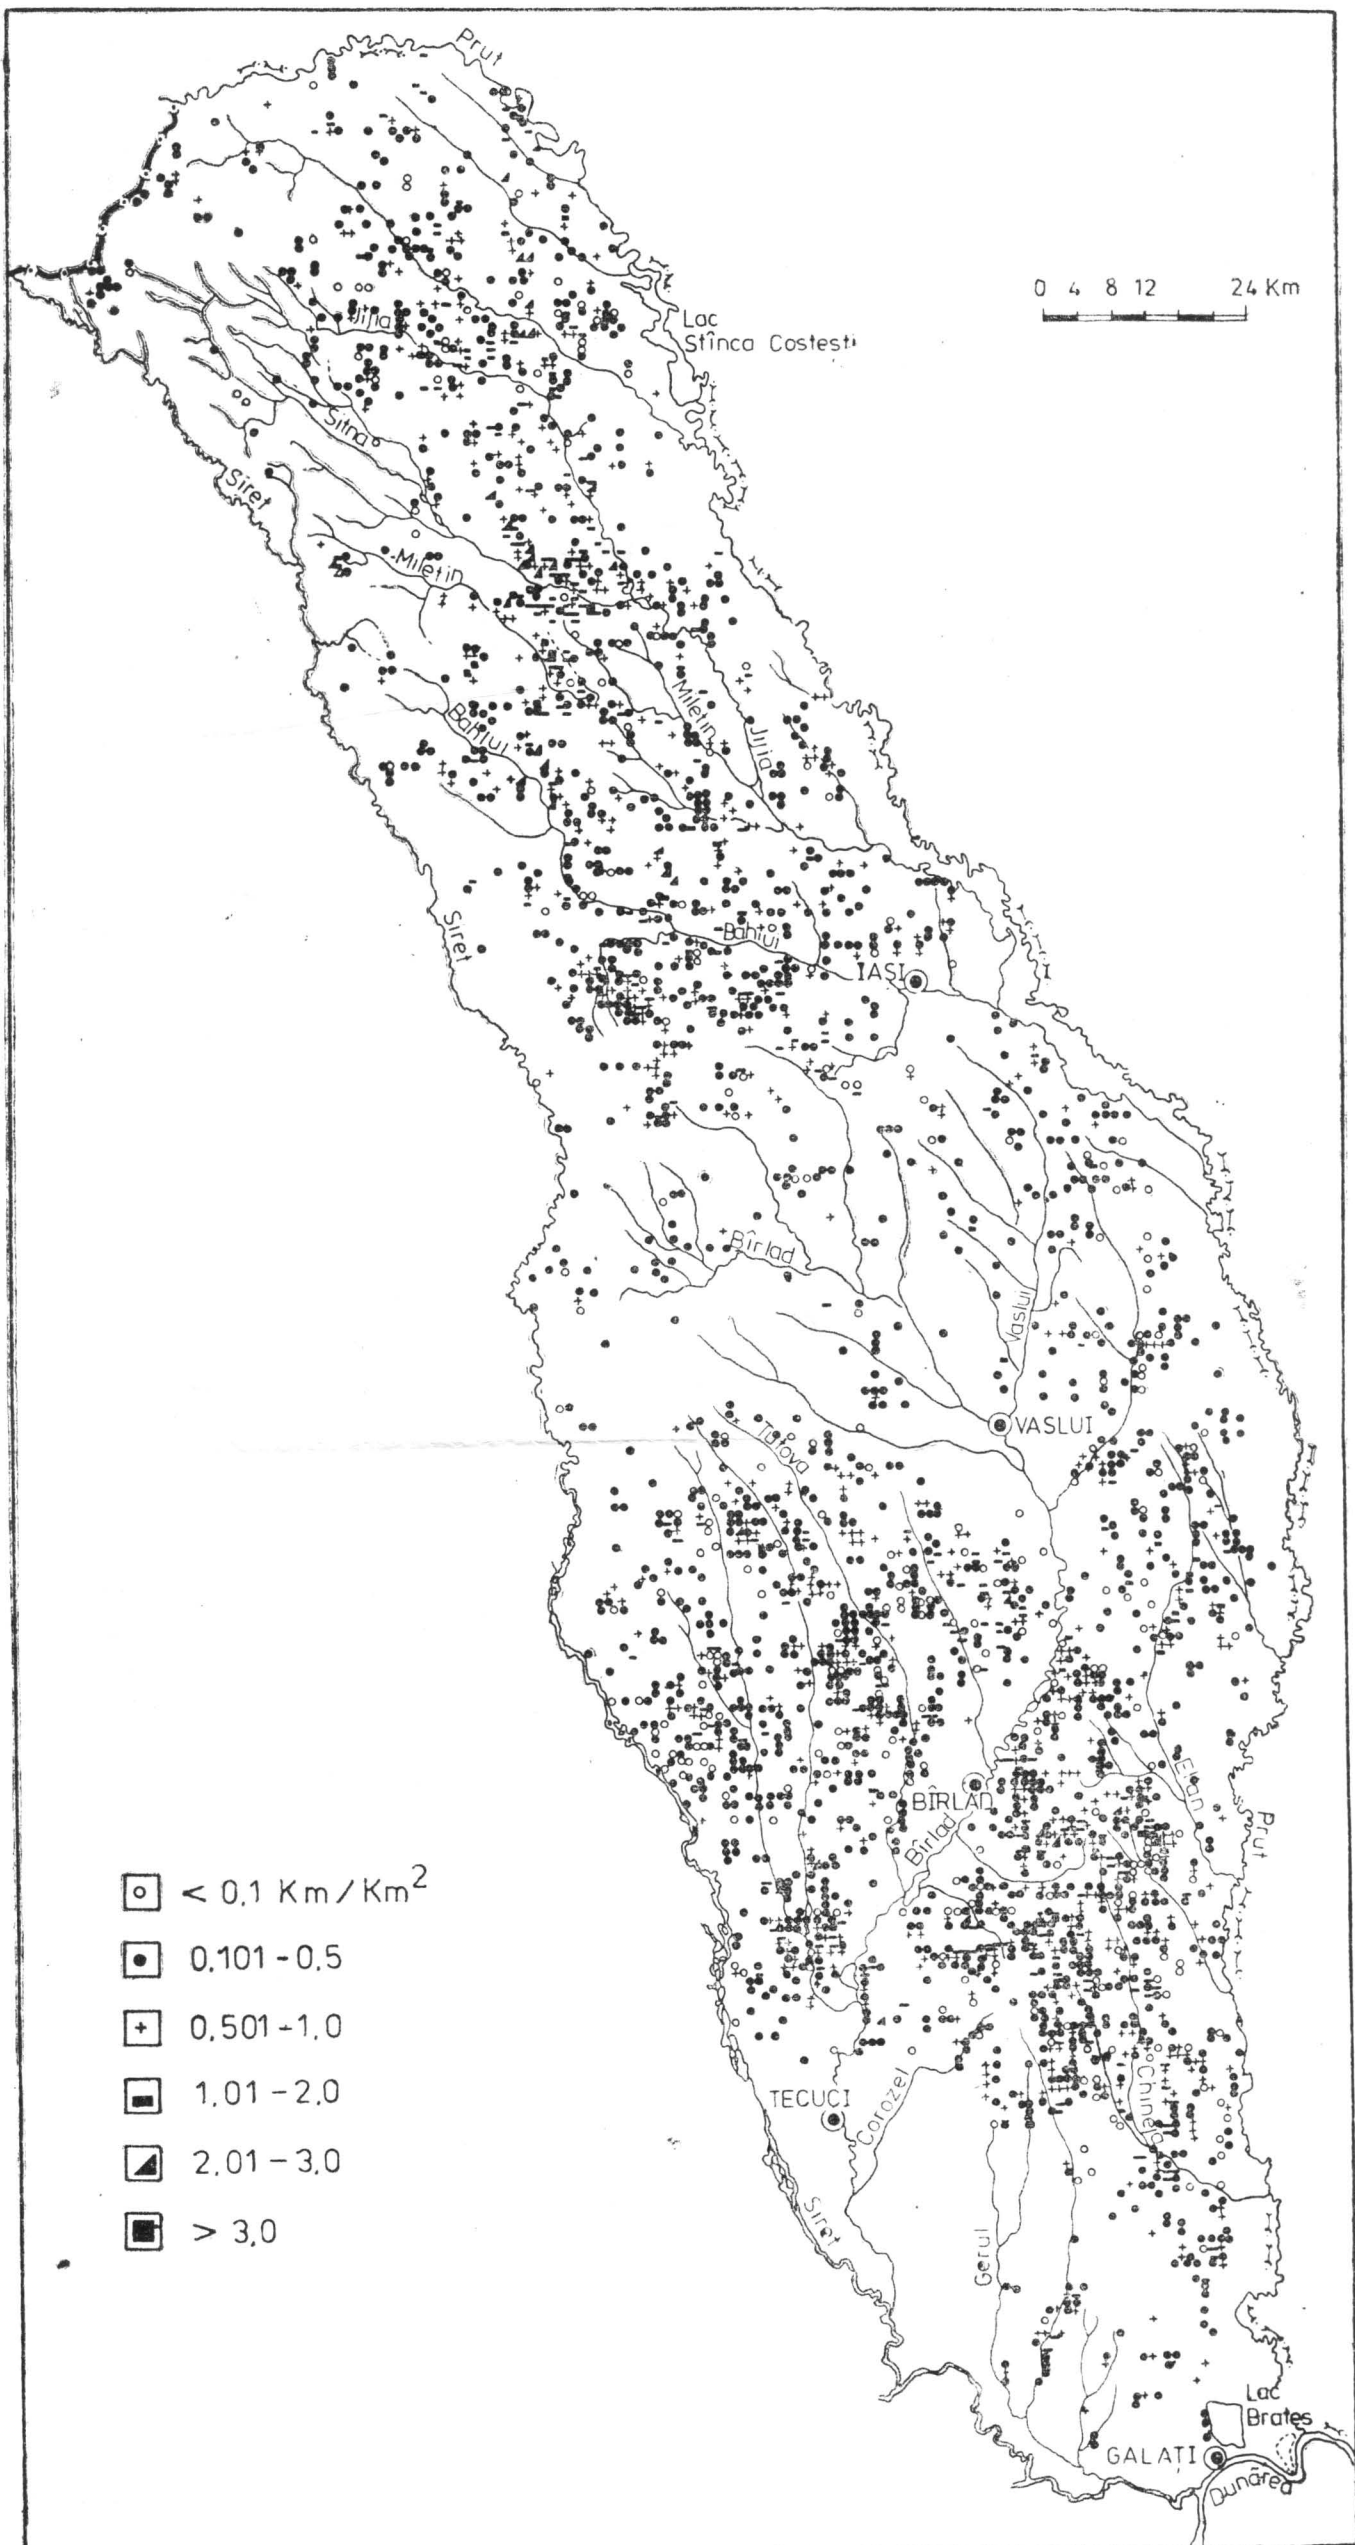 Prut
0 4 8 12 24 Km
Lac
Stînca Costești
Jijia
Sitna
Siret
Miletin
Bahlui
Miletin
Jijia
Siret
Bahlui
IAȘI
Bîrlad
Vaslui
VASLUI
Tutova
Elan
BÎRLAD
Bîrlad
Prut
< 0,1 Km/Km²
0,101-0,5
0,501-1,0
1,01-2,0
2,01-3,0
> 3,0
Chineja
TECUCI
Corozel
Siret
Gerul
Lac
Brateș
GALAȚI
Dunărea